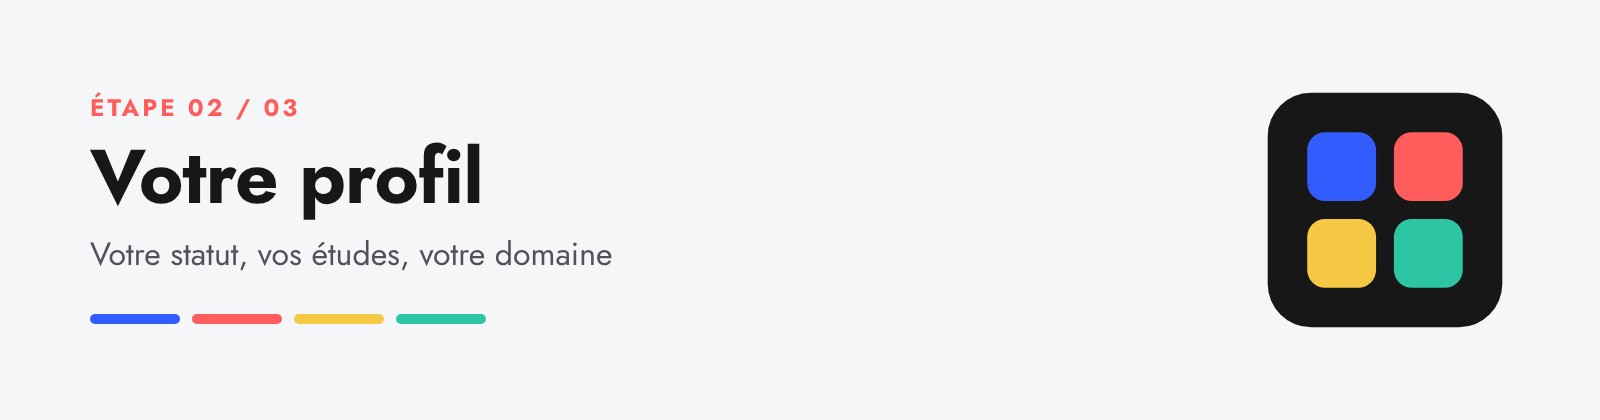 ÉTAPE 02 / 03
Votre profil
Votre statut, vos études, votre domaine